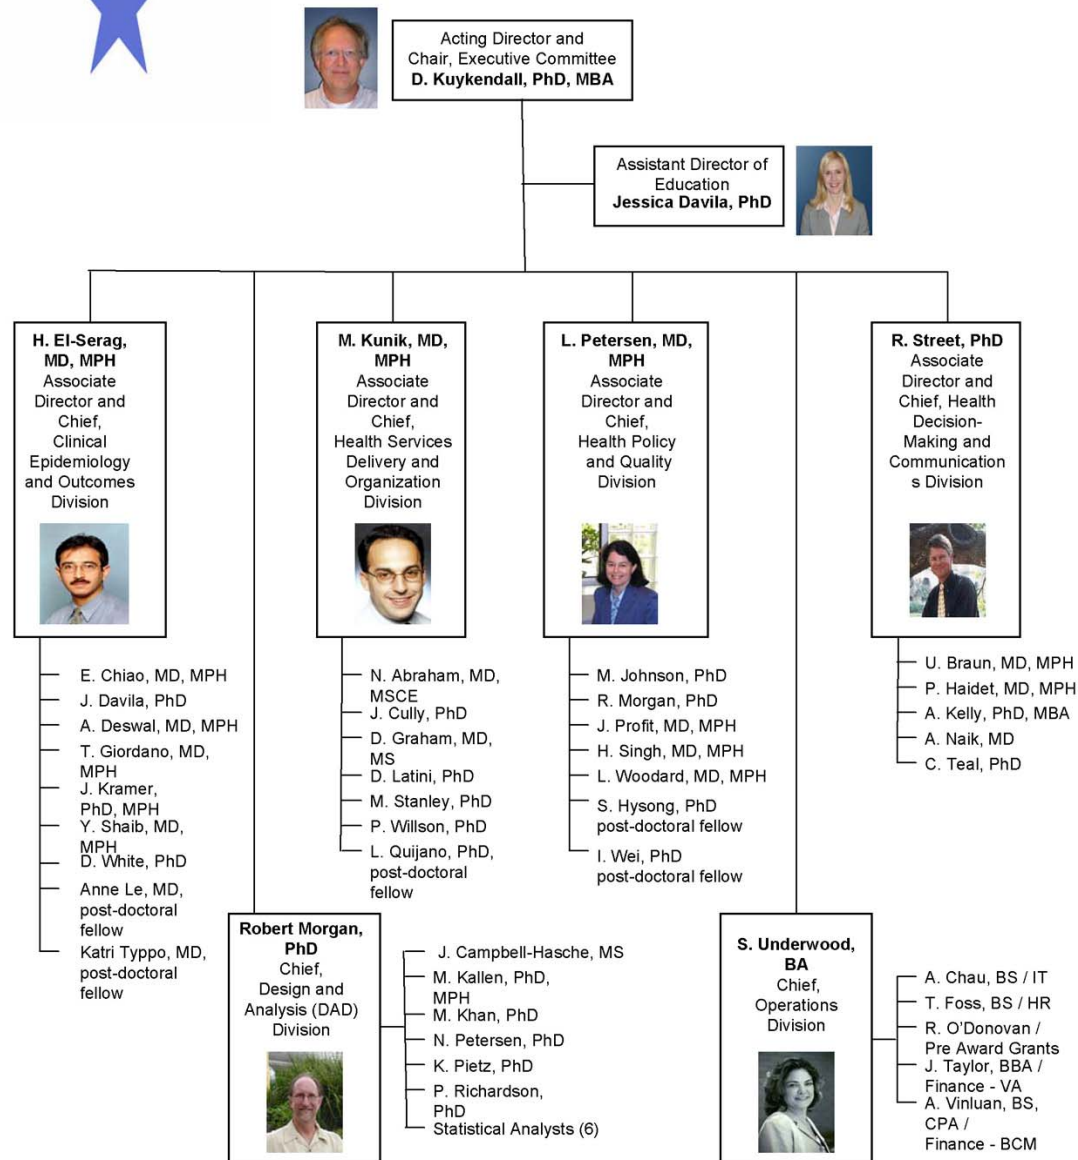 Acting Director and
Chair, Executive Committee
D. Kuykendall, PhD, MBA
Assistant Director of
Education
Jessica Davila, PhD
H. El-Serag,
MD, MPH
Associate
Director and
Chief,
Clinical
Epidemiology
and Outcomes
Division
M. Kunik, MD,
MPH
Associate
Director and
Chief,
Health Services
Delivery and
Organization
Division
L. Petersen, MD,
MPH
Associate
Director and
Chief,
Health Policy
and Quality
Division
R. Street, PhD
Associate
Director and
Chief, Health
Decision-
Making and
Communication
s Division
E. Chiao, MD, MPH
J. Davila, PhD
A. Deswal, MD, MPH
T. Giordano, MD,
MPH
J. Kramer,
PhD, MPH
Y. Shaib, MD,
MPH
D. White, PhD
Anne Le, MD,
post-doctoral
fellow
Katri Typpo, MD,
post-doctoral
fellow
N. Abraham, MD,
MSCE
J. Cully, PhD
D. Graham, MD,
MS
D. Latini, PhD
M. Stanley, PhD
P. Willson, PhD
L. Quijano, PhD,
post-doctoral
fellow
M. Johnson, PhD
R. Morgan, PhD
J. Profit, MD, MPH
H. Singh, MD, MPH
L. Woodard, MD, MPH
S. Hysong, PhD
post-doctoral fellow
I. Wei, PhD
post-doctoral fellow
U. Braun, MD, MPH
P. Haidet, MD, MPH
A. Kelly, PhD, MBA
A. Naik, MD
C. Teal, PhD
Robert Morgan,
PhD
Chief,
Design and
Analysis (DAD)
Division
J. Campbell-Hasche, MS
M. Kallen, PhD,
MPH
M. Khan, PhD
N. Petersen, PhD
K. Pietz, PhD
P. Richardson,
PhD
Statistical Analysts (6)
S. Underwood,
BA
Chief,
Operations
Division
A. Chau, BS / IT
T. Foss, BS / HR
R. O'Donovan /
Pre Award Grants
J. Taylor, BBA /
Finance - VA
A. Vinluan, BS,
CPA /
Finance - BCM